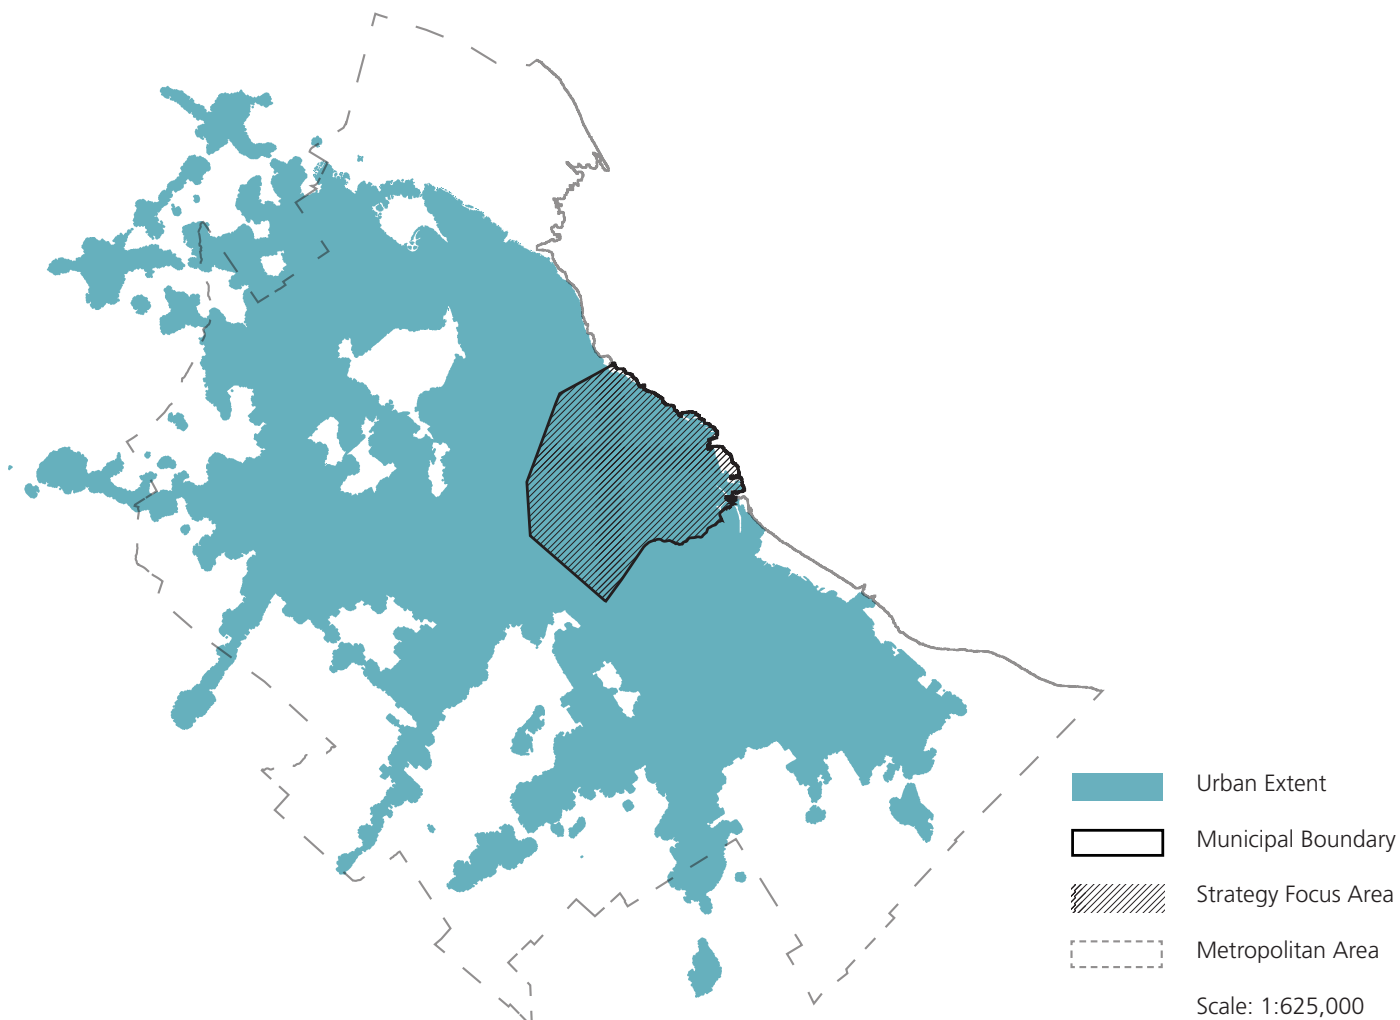 Urban Extent
Municipal Boundary
Strategy Focus Area
Metropolitan Area
Scale: 1:625,000